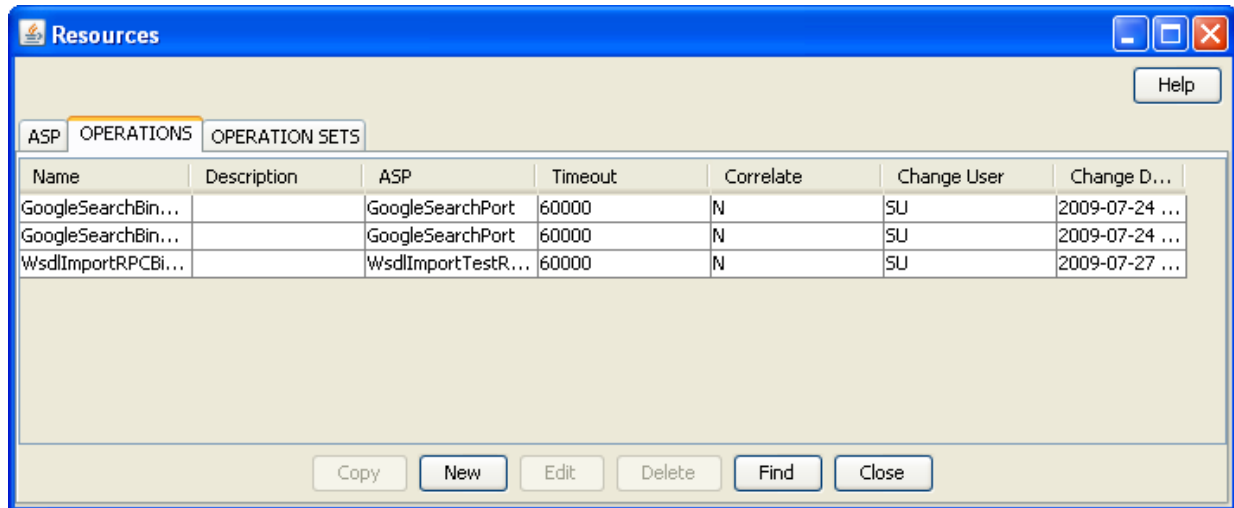 Resources
Help
ASP OPERATIONS OPERATION SETS
Name Description ASP Timeout Correlate Change User Change D...
GoogleSearchBin... GoogleSearchPort 60000 N SU 2009-07-24 ...
GoogleSearchBin... GoogleSearchPort 60000 N SU 2009-07-24 ...
WsdlImportRPCBi... WsdlImportTestR... 60000 N SU 2009-07-27 ...
Copy New Edit Delete Find Close